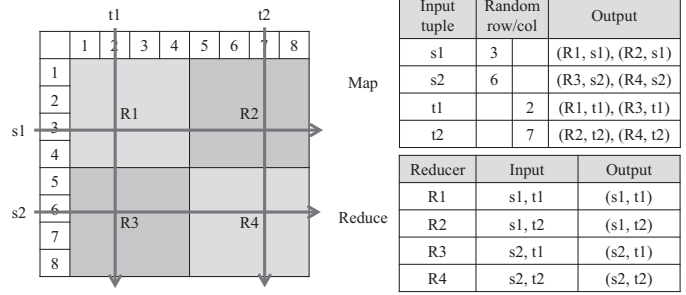 t1 t2
1 2 3 4 5 6 7 8
1
2
R1 R2
s1 3
4
5
s2 6
R3 R4
7
8
Map
Input tuple Random row/col Output
s1 3 (R1, s1), (R2, s1)
s2 6 (R3, s2), (R4, s2)
t1 2 (R1, t1), (R3, t1)
t2 7 (R2, t2), (R4, t2)
Reduce
Reducer Input Output
R1 s1, t1 (s1, t1)
R2 s1, t2 (s1, t2)
R3 s2, t1 (s2, t1)
R4 s2, t2 (s2, t2)